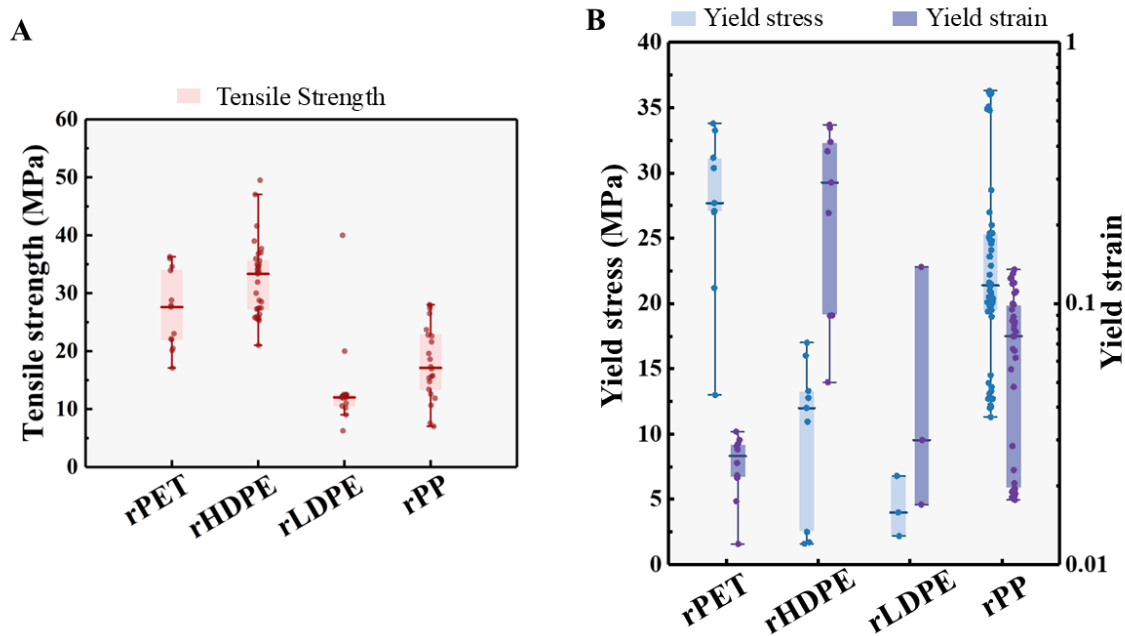 A
Tensile Strength
Tensile strength (MPa)
60
50
40
30
20
10
0
rPET
rHDPE
rLDPE
rPP
B
Yield stress
Yield strain
Yield stress (MPa)
40
35
30
25
20
15
10
5
0
1
0.1
0.01
Yield strain
rPET
rHDPE
rLDPE
rPP